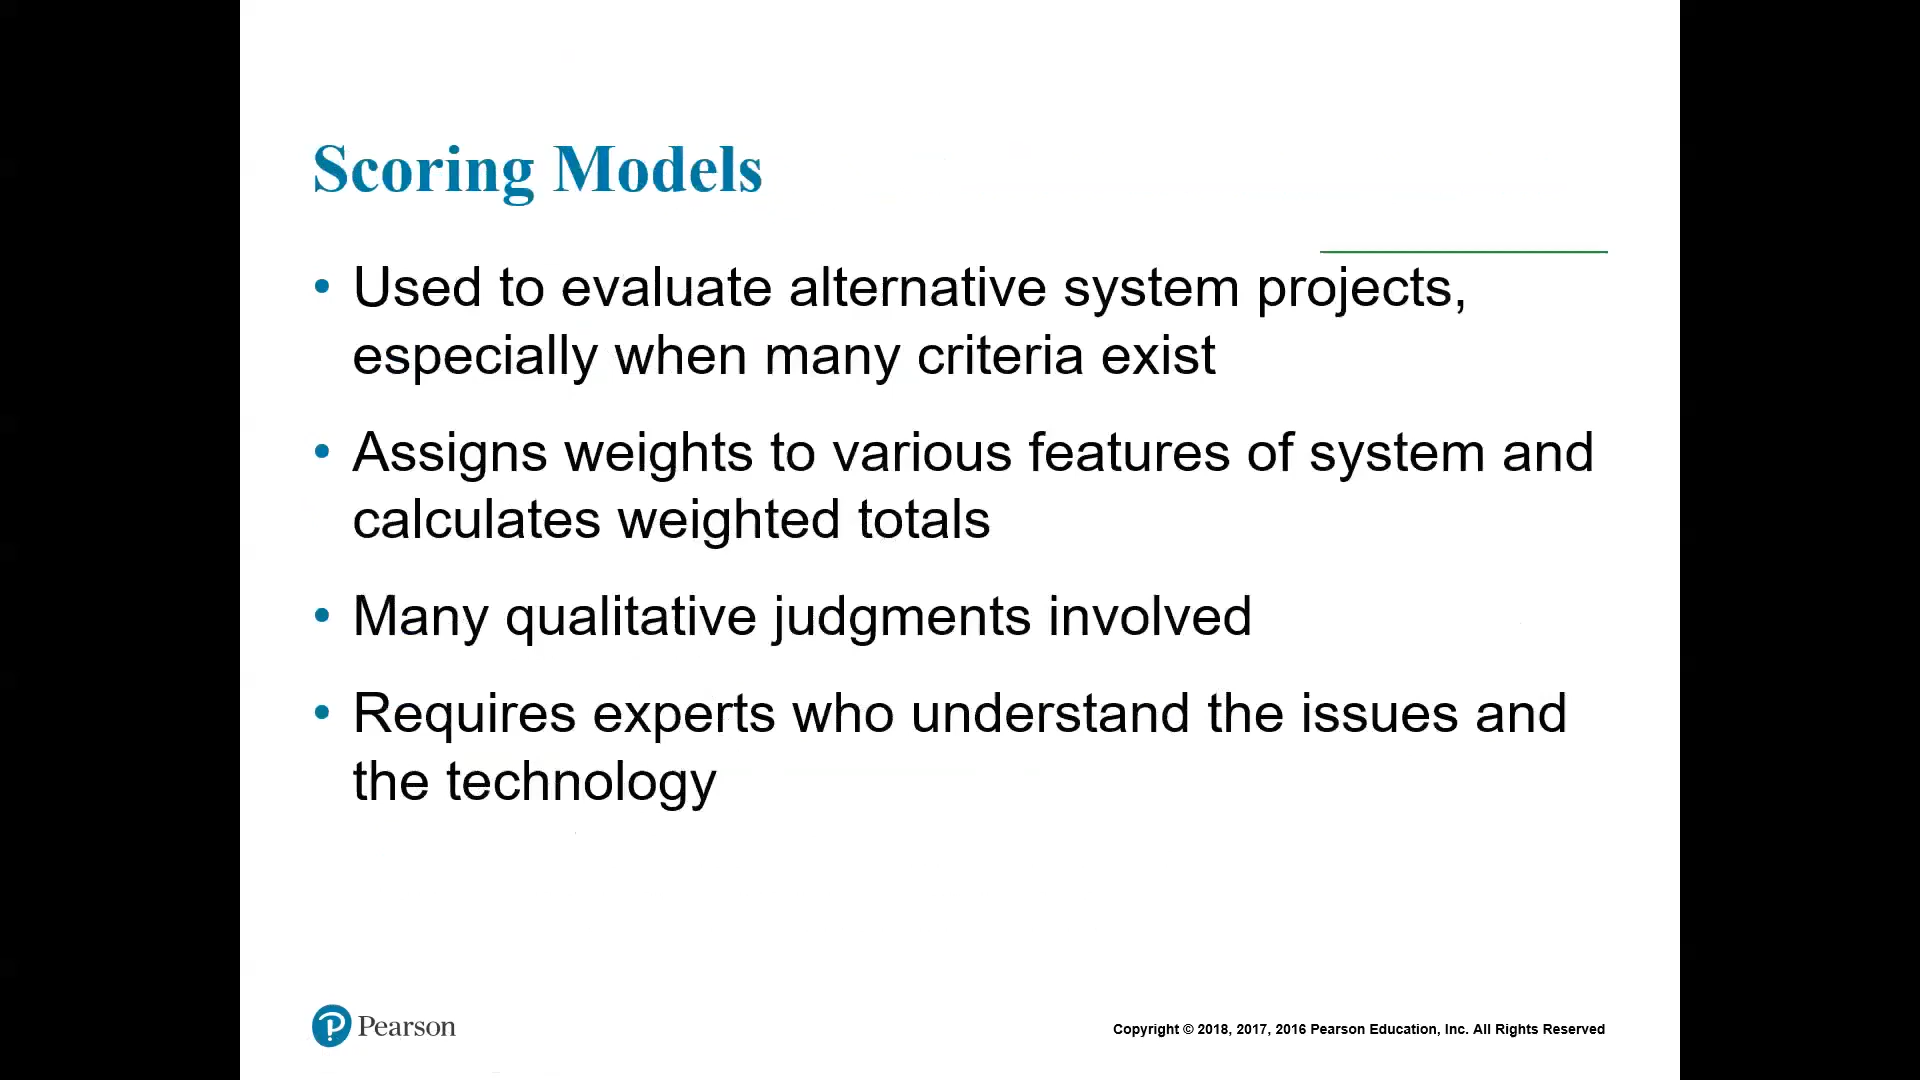 Scoring Models
• Used to evaluate alternative system projects,
especially when many criteria exist
• Assigns weights to various features of system and
calculates weighted totals
• Many qualitative judgments involved
• Requires experts who understand the issues and
the technology
Pearson
Copyright © 2018, 2017, 2016 Pearson Education, Inc. All Rights Reserved